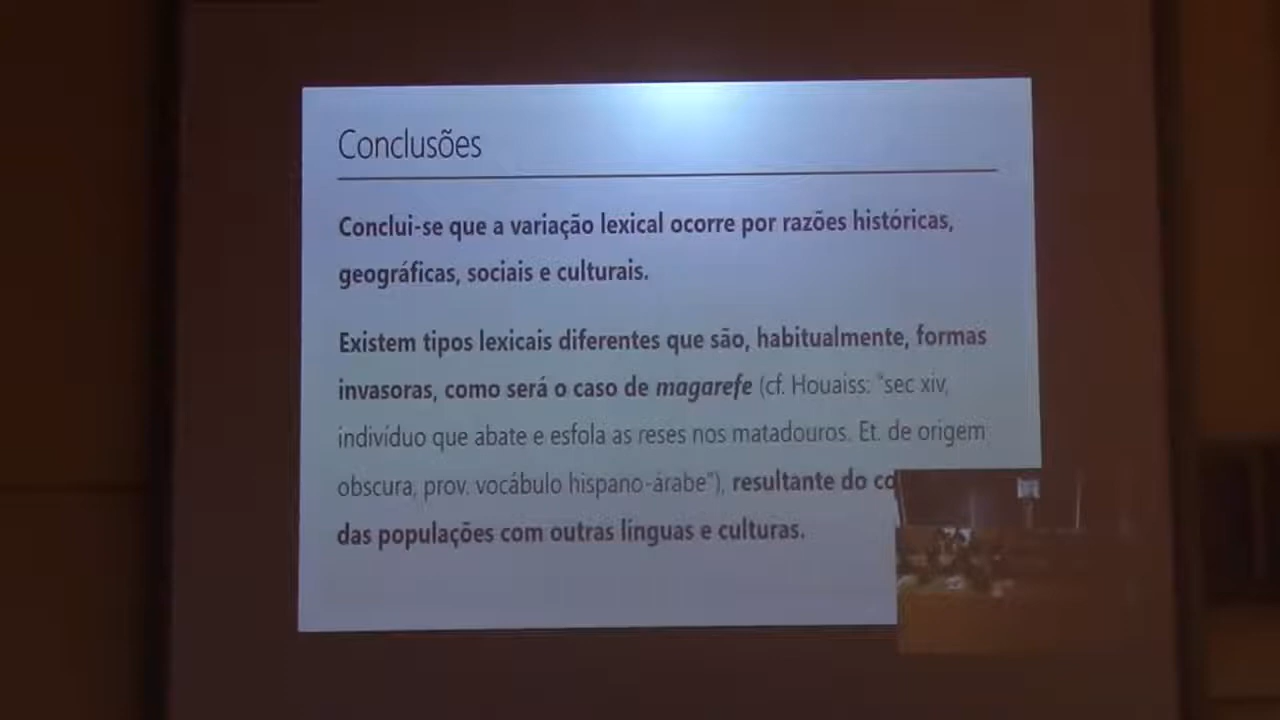 Conclusões
Conclui-se que a variação lexical ocorre por razões históricas,
geográficas, sociais e culturais.
Existem tipos lexicais diferentes que são, habitualmente, formas
invasoras, como será o caso de magarefe (cf. Houaiss: "sec xiv,
indivíduo que abate e esfola as reses nos matadouros. Et. de origem
obscura, prov. vocábulo hispano-árabe"), resultante do
das populações com outras línguas e culturas.